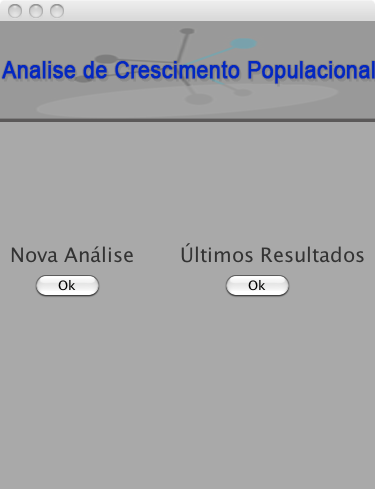 Analise de Crescimento Populacional
Nova Análise
Últimos Resultados
Ok
Ok